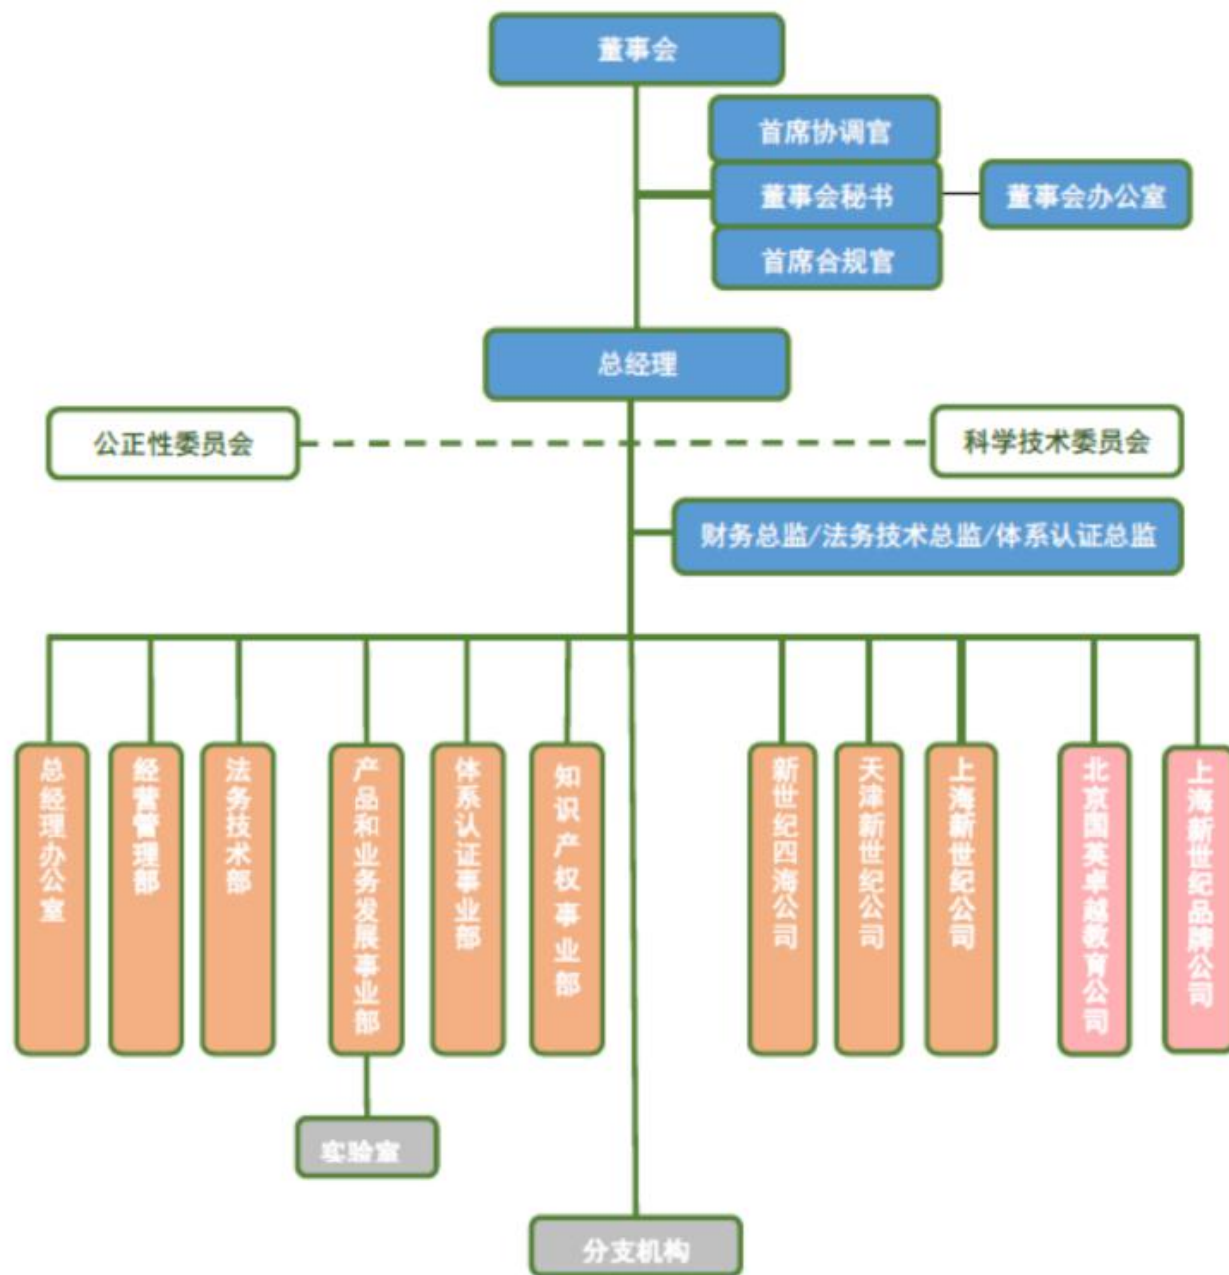 董事会
首席协调官
董事会秘书
董事会办公室
首席合规官
总经理
公正性委员会
科学技术委员会
财务总监/法务技术总监/体系认证总监
总经理办公室
经营管理部
法务技术部
产品和业务发展事业部
体系认证事业部
知识产权事业部
新世纪四海公司
天津新世纪公司
上海新世纪公司
北京国英卓越教育公司
上海新世纪品牌公司
实验室
分支机构